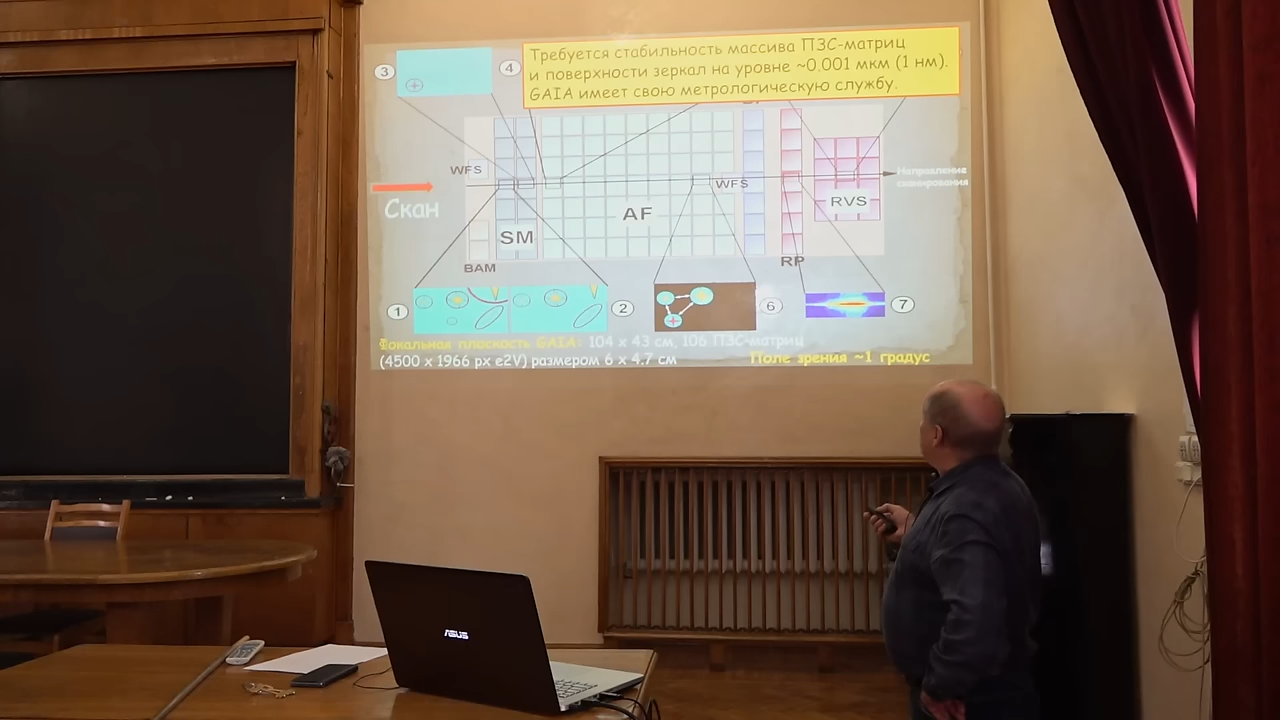 Требуется стабильность массива ПЗС-матриц
и поверхности зеркал на уровне ~0.001 мкм (1 нм).
GAIA имеет свою метрологическую службу.
3
4
WFS
WFS
Направление
сканирования
Скан
AF
RVS
SM
BAM
RP
1
2
6
7
Фокальная плоскость GAIA: 104 x 43 см, 106 ПЗС-матриц
(4500 x 1966 px e2V) размером 6 x 4.7 см
Поле зрения ~1 градус
ASUS